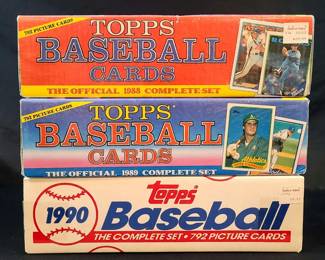 792 PICTURE CARDS
TOPPS
BASEBALL
CARDS
THE OFFICIAL 1988 COMPLETE SET
792 PICTURE CARDS
TOPPS
BASEBALL
CARDS
THE OFFICIAL 1989 COMPLETE SET
Athletics
1990
Topps
Baseball
THE COMPLETE SET • 792 PICTURE CARDS